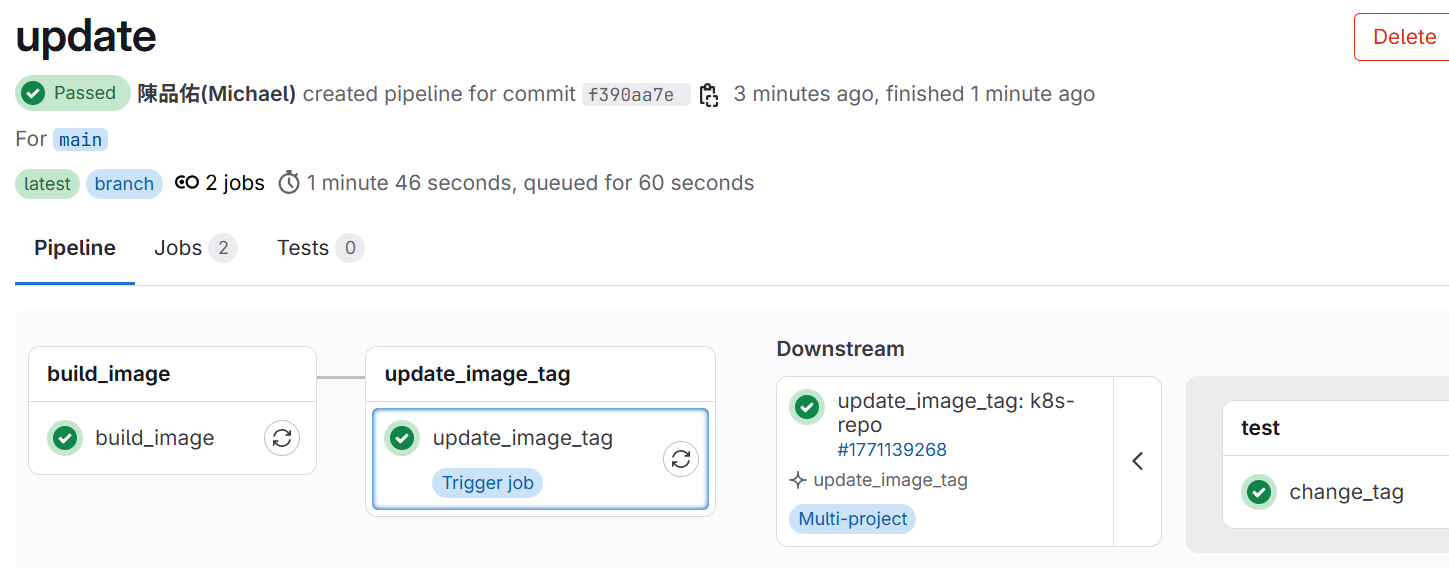 update
Delete
Passed 陳品佑(Michael) created pipeline for commit f390aa7e 3 minutes ago, finished 1 minute ago
For main
latest branch 2 jobs 1 minute 46 seconds, queued for 60 seconds
Pipeline Jobs 2 Tests 0
Downstream
build_image
build_image
update_image_tag
update_image_tag
Trigger job
update_image_tag: k8s-
repo
#1771139268
update_image_tag
Multi-project
test
change_tag